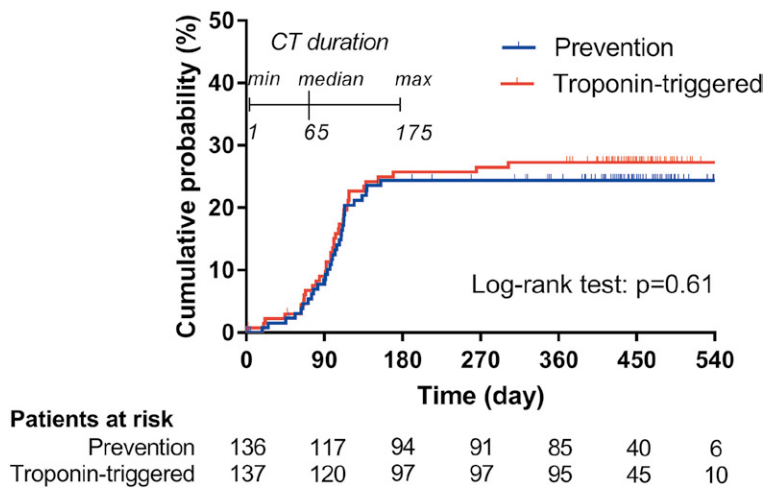 50
CT duration
Prevention
Troponin-triggered
40
min median max
1 65 175
30
20
10
0
Cumulative probability (%)
Log-rank test: p=0.61
0 90 180 270 360 450 540
Time (day)
Patients at risk
Prevention 136 117 94 91 85 40 6
Troponin-triggered 137 120 97 97 95 45 10